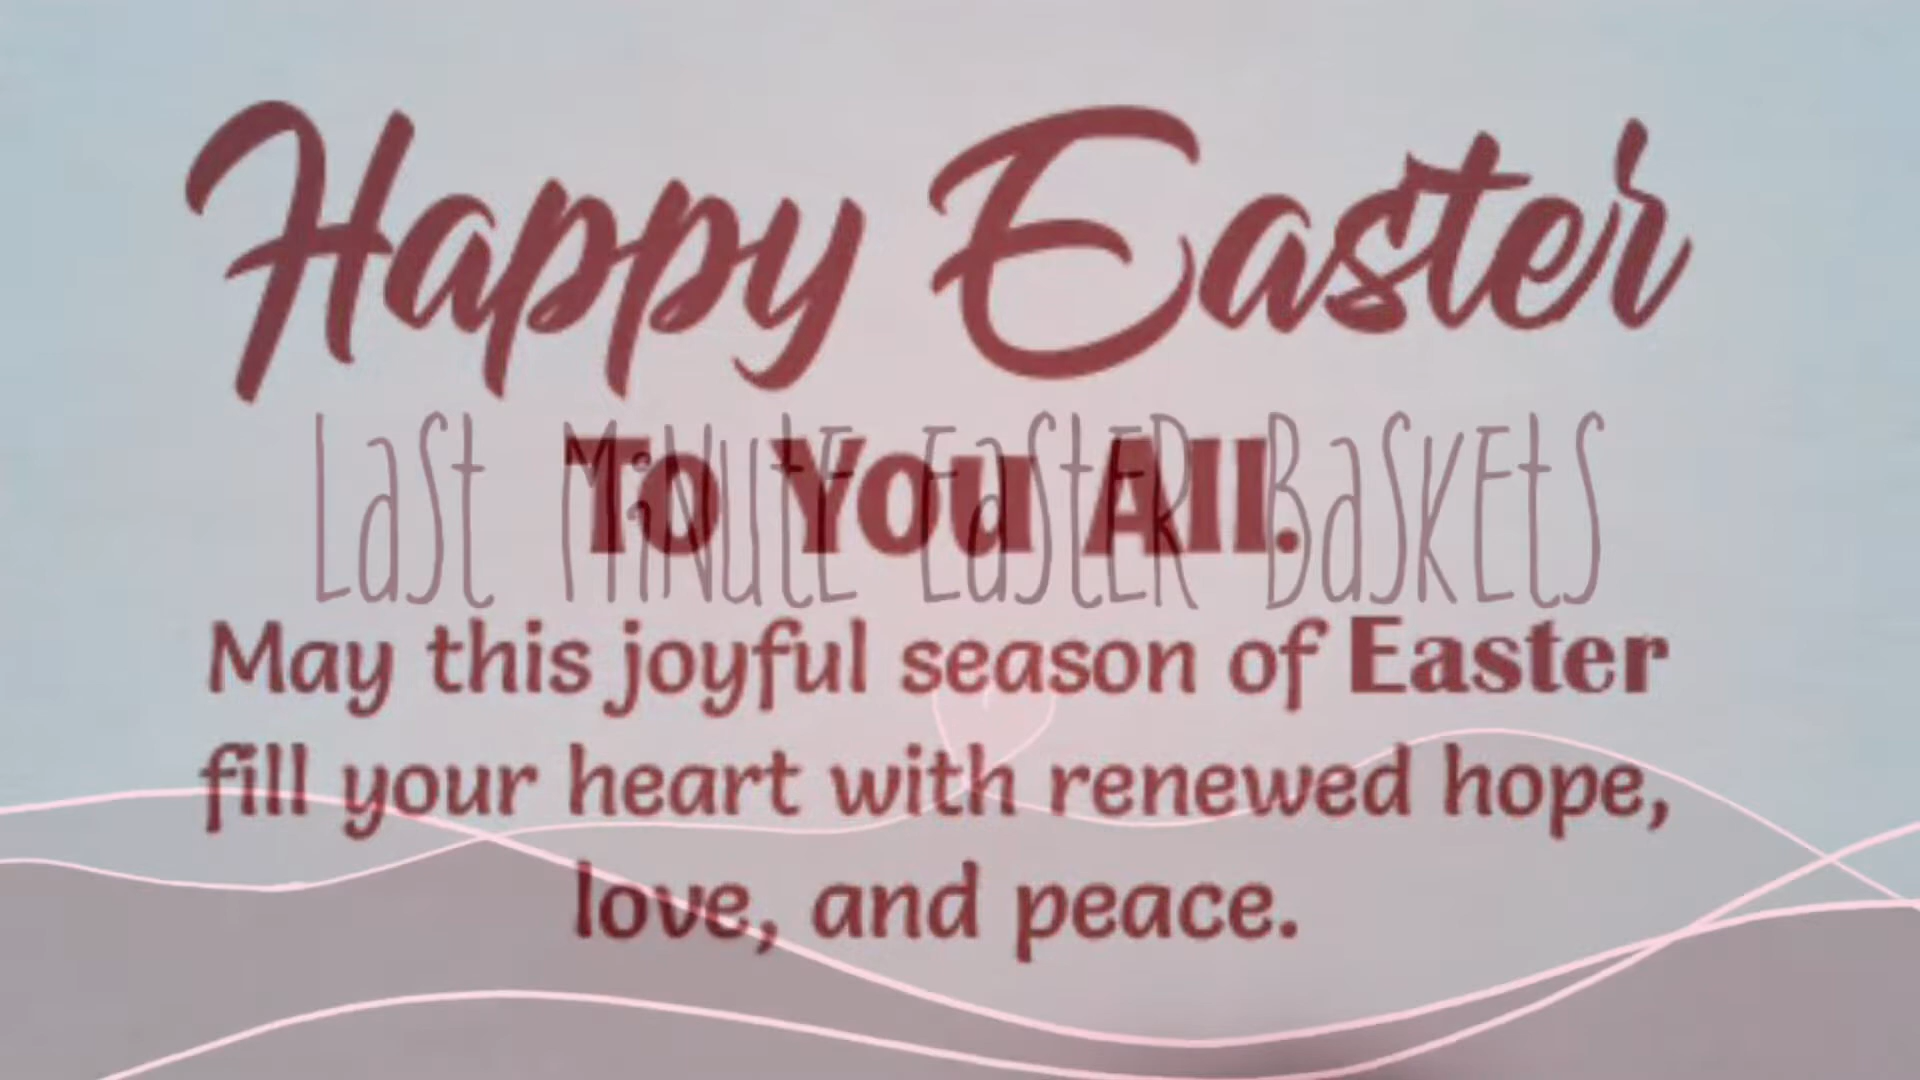 Happy Easter
Last Minute Easter Baskets
To You All.
May this joyful season of Easter
fill your heart with renewed hope,
love, and peace.